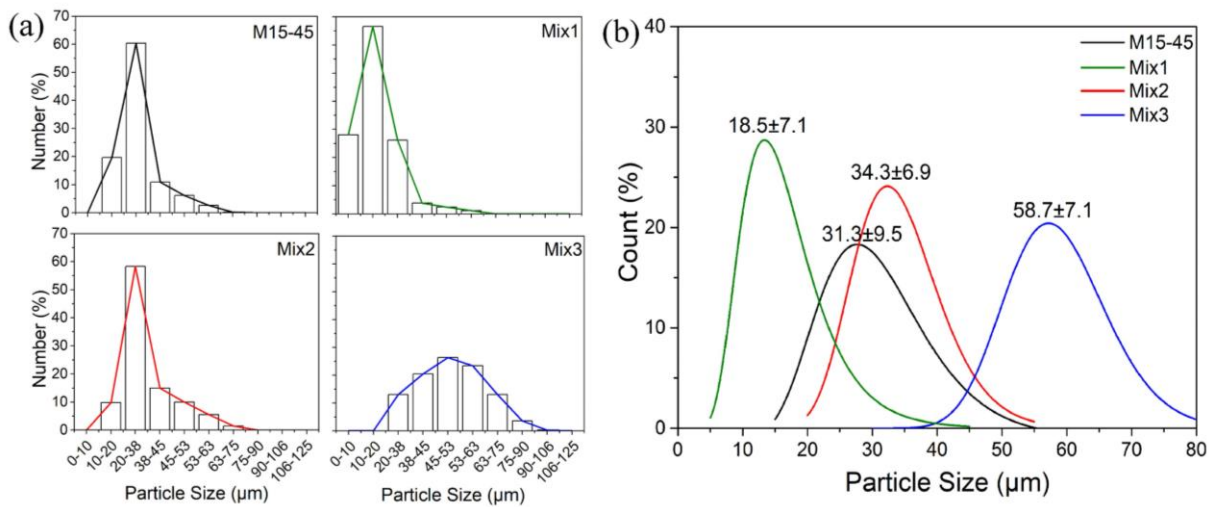 (a)
70
60
50
40
30
20
10
0
Number (%)
M15-45
Mix1
70
60
50
40
30
20
10
0
Number (%)
Mix2
Mix3
0-10
10-20
20-38
38-45
45-53
53-63
63-75
75-90
90-106
106-125
Particle Size (µm)
0-10
10-20
20-38
38-45
45-53
53-63
63-75
75-90
90-106
106-125
Particle Size (µm)
(b)
40
30
20
10
0
Count (%)
M15-45
Mix1
Mix2
Mix3
18.5±7.1
34.3±6.9
31.3±9.5
58.7±7.1
0 10 20 30 40 50 60 70 80
Particle Size (µm)